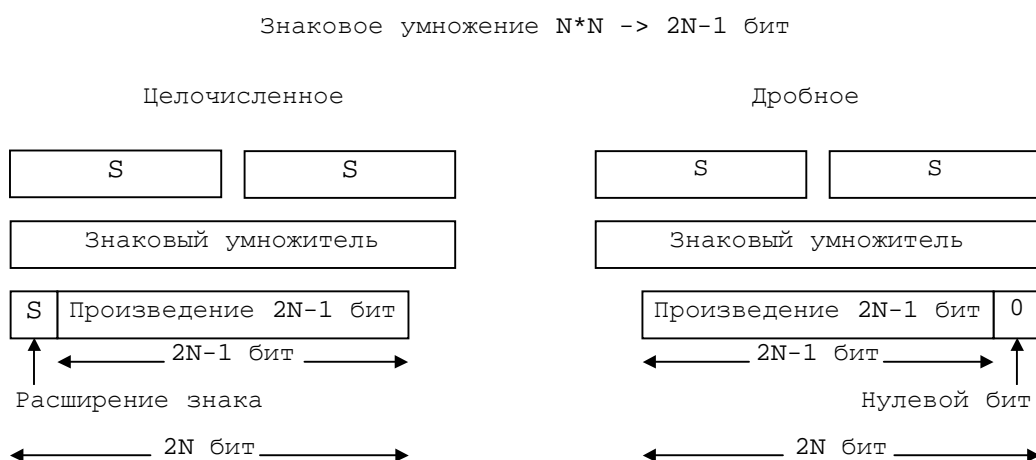 Знаковое умножение N*N -> 2N-1 бит
Целочисленное Дробное
S S S S
Знаковый умножитель Знаковый умножитель
S Произведение 2N-1 бит Произведение 2N-1 бит 0
2N-1 бит 2N-1 бит
Расширение знака Нулевой бит
2N бит 2N бит